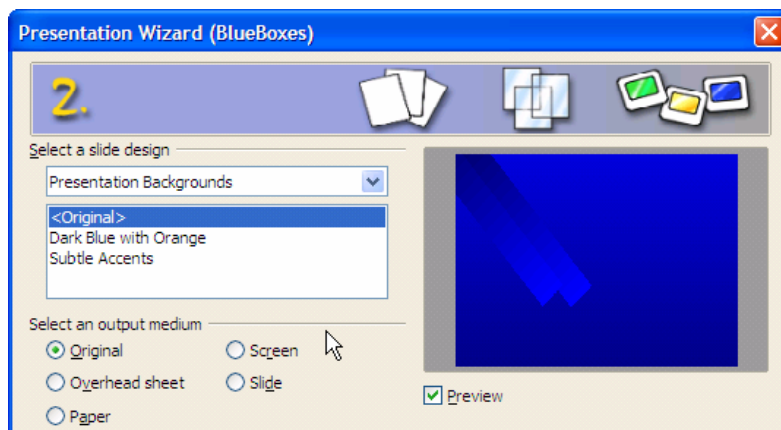 Presentation Wizard (BlueBoxes)
2.
Select a slide design
Presentation Backgrounds
<Original>
Dark Blue with Orange
Subtle Accents
Select an output medium
Original
Screen
Overhead sheet
Slide
Paper
Preview